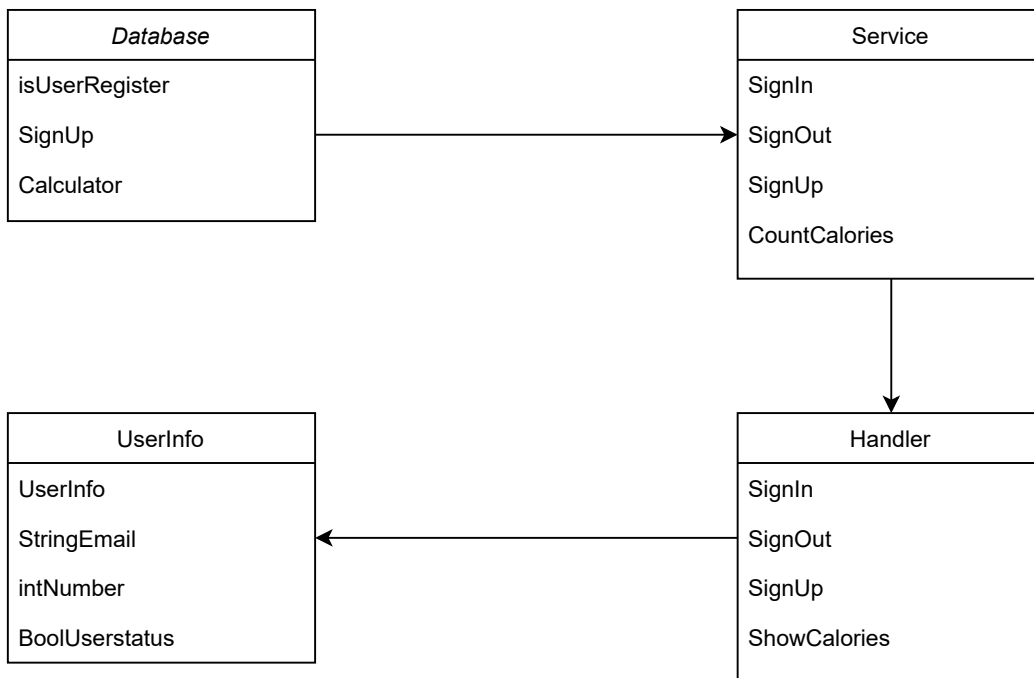 Database
isUserRegister
SignUp
Calculator
Service
SignIn
SignOut
SignUp
CountCalories
UserInfo
UserInfo
StringEmail
intNumber
BoolUserstatus
Handler
SignIn
SignOut
SignUp
ShowCalories